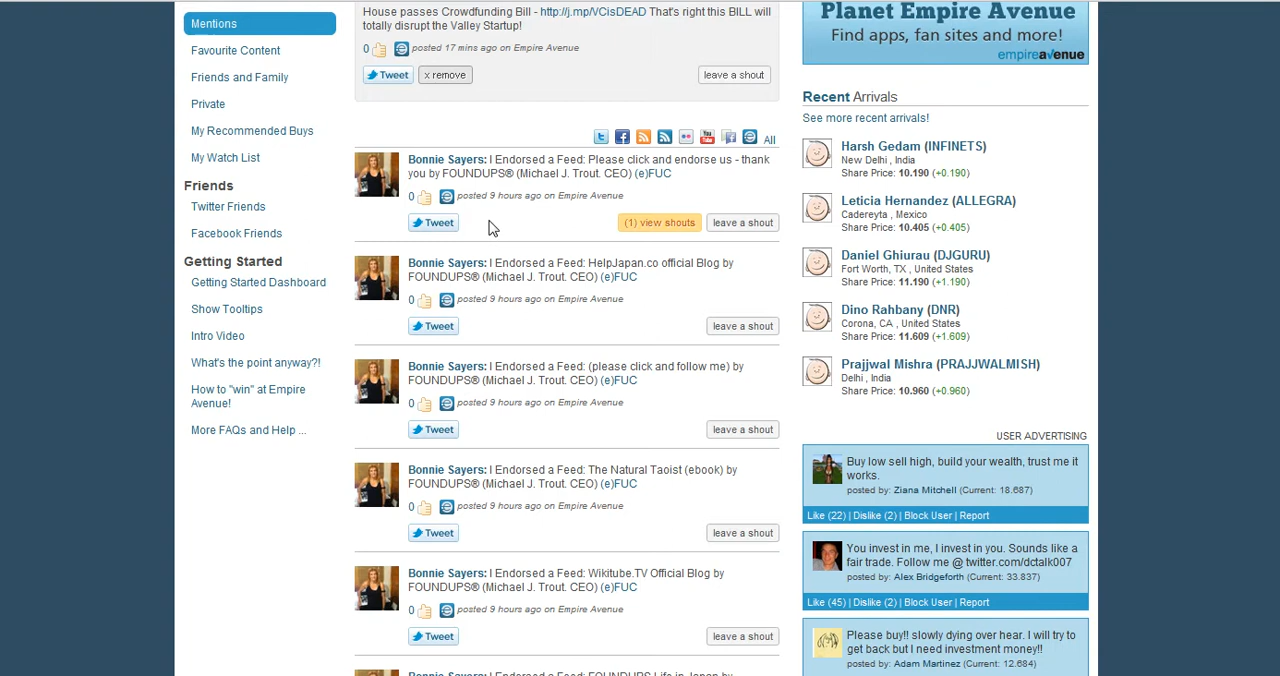 Mentions
Favourite Content
Friends and Family
Private
My Recommended Buys
My Watch List
Friends
Twitter Friends
Facebook Friends
Getting Started
Getting Started Dashboard
Show Tooltips
Intro Video
What's the point anyway?!
How to "win" at Empire
Avenue!
More FAQs and Help ...
House passes Crowdfunding Bill - http://j.mp/VCisDEAD That's right this BILL will
totally disrupt the Valley Startup!
0 posted 17 mins ago on Empire Avenue
Tweet x remove leave a shout
All
Bonnie Sayers: I Endorsed a Feed: Please click and endorse us - thank
you by FOUNDUPS® (Michael J. Trout. CEO) (e)FUC
0 posted 9 hours ago on Empire Avenue
Tweet (1) view shouts leave a shout
Bonnie Sayers: I Endorsed a Feed: HelpJapan.co official Blog by
FOUNDUPS® (Michael J. Trout. CEO) (e)FUC
0 posted 9 hours ago on Empire Avenue
Tweet leave a shout
Bonnie Sayers: I Endorsed a Feed: (please click and follow me) by
FOUNDUPS® (Michael J. Trout. CEO) (e)FUC
0 posted 9 hours ago on Empire Avenue
Tweet leave a shout
Bonnie Sayers: I Endorsed a Feed: The Natural Taoist (ebook) by
FOUNDUPS® (Michael J. Trout. CEO) (e)FUC
0 posted 9 hours ago on Empire Avenue
Tweet leave a shout
Bonnie Sayers: I Endorsed a Feed: Wikitube.TV Official Blog by
FOUNDUPS® (Michael J. Trout. CEO) (e)FUC
0 posted 9 hours ago on Empire Avenue
Tweet leave a shout
Bonnie Sayers: I Endorsed a Feed: FOUNDUPS Life in Japan by
Planet Empire Avenue
Find apps, fan sites and more!
empireavenue
Recent Arrivals
See more recent arrivals!
Harsh Gedam (INFINETS)
New Delhi , India
Share Price: 10.190 (+0.190)
Leticia Hernandez (ALLEGRA)
Cadereyta , Mexico
Share Price: 10.405 (+0.405)
Daniel Ghiurau (DJGURU)
Fort Worth, TX , United States
Share Price: 11.190 (+1.190)
Dino Rahbany (DNR)
Corona, CA , United States
Share Price: 11.609 (+1.609)
Prajjwal Mishra (PRAJJWALMISH)
Delhi , India
Share Price: 10.960 (+0.960)
USER ADVERTISING
Buy low sell high, build your wealth, trust me it
works.
posted by: Ziana Mitchell (Current: 18.687)
Like (22) | Dislike (2) | Block User | Report
You invest in me, I invest in you. Sounds like a
fair trade. Follow me @ twitter.com/dctalk007
posted by: Alex Bridgeforth (Current: 33.837)
Like (45) | Dislike (2) | Block User | Report
Please buy!! slowly dying over hear. I will try to
get back but I need investment money!!
posted by: Adam Martinez (Current: 12.684)